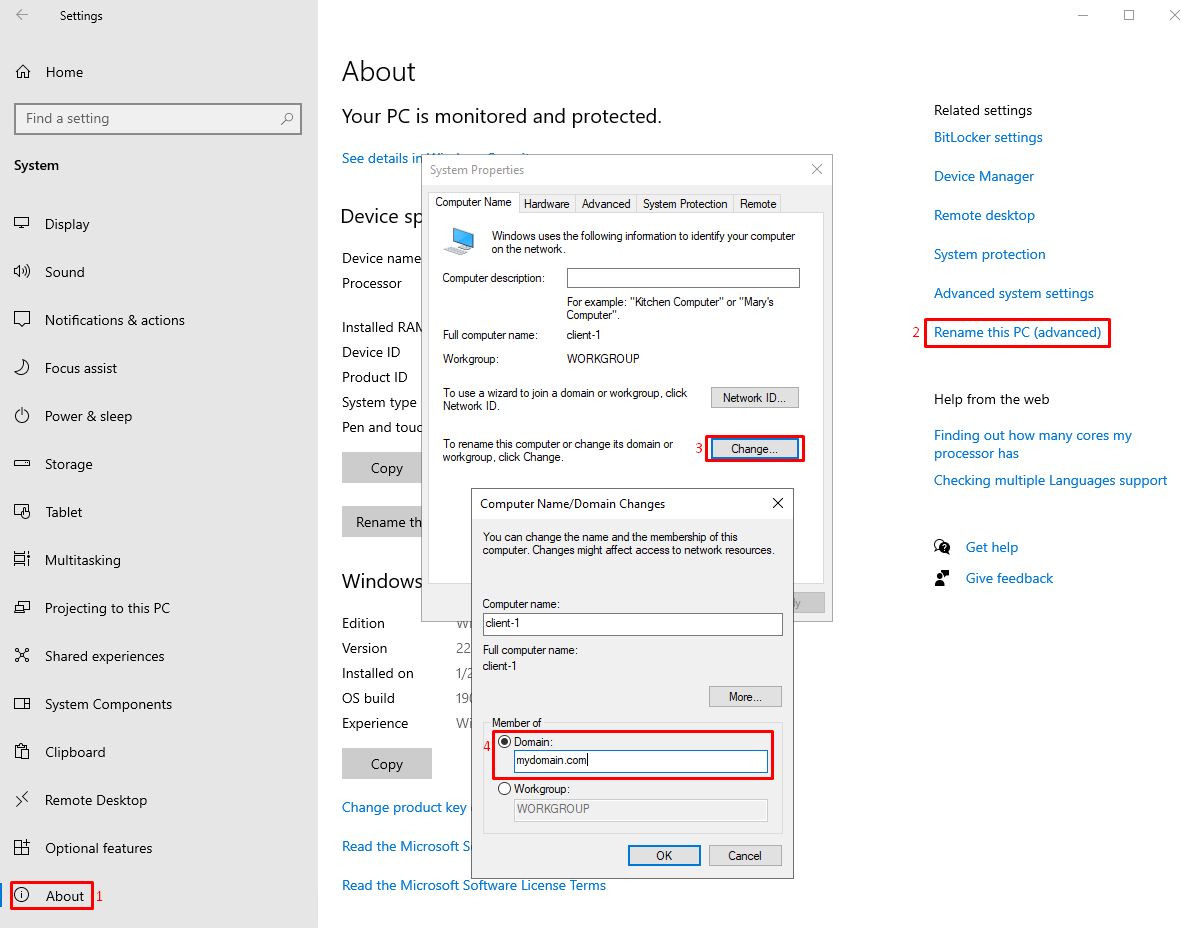 Settings
Home
Find a setting
System
Display
Sound
Notifications & actions
Focus assist
Power & sleep
Storage
Tablet
Multitasking
Projecting to this PC
Shared experiences
System Components
Clipboard
Remote Desktop
Optional features
About 1
About
Your PC is monitored and protected.
See details in
Device sp
Device name
Processor
Installed RAM
Device ID
Product ID
System type
Pen and touc
Copy
Rename th
Windows
Edition
Version 22
Installed on 1/2
OS build 190
Experience Wi
Copy
Change product key
Read the Microsoft S
Read the Microsoft Software License Terms
System Properties
Computer Name Hardware Advanced System Protection Remote
Windows uses the following information to identify your computer
on the network.
Computer description:
For example: "Kitchen Computer" or "Mary's
Computer".
Full computer name: client-1
Workgroup: WORKGROUP
To use a wizard to join a domain or workgroup, click
Network ID.
Network ID...
To rename this computer or change its domain or
workgroup, click Change.
3 Change...
Computer Name/Domain Changes
You can change the name and the membership of this
computer. Changes might affect access to network resources.
Computer name:
client-1
Full computer name:
client-1
More...
Member of
4 Domain:
mydomain.com
Workgroup:
WORKGROUP
OK Cancel
Related settings
BitLocker settings
Device Manager
Remote desktop
System protection
Advanced system settings
2 Rename this PC (advanced)
Help from the web
Finding out how many cores my
processor has
Checking multiple Languages support
Get help
Give feedback